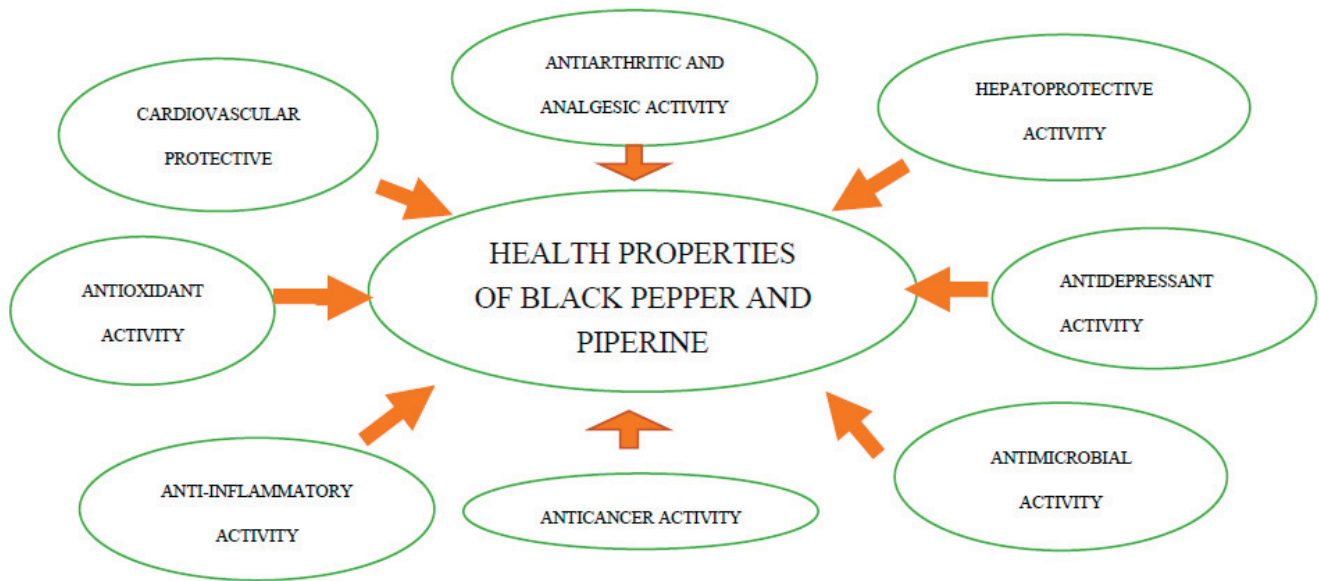 ANTIARTHRITIC AND
ANALGESIC ACTIVITY
HEPATOPROTECTIVE
ACTIVITY
CARDIOVASCULAR
PROTECTIVE
HEALTH PROPERTIES
OF BLACK PEPPER AND
PIPERINE
ANTIOXIDANT
ACTIVITY
ANTIDEPRESSANT
ACTIVITY
ANTI-INFLAMMATORY
ACTIVITY
ANTICANCER ACTIVITY
ANTIMICROBIAL
ACTIVITY